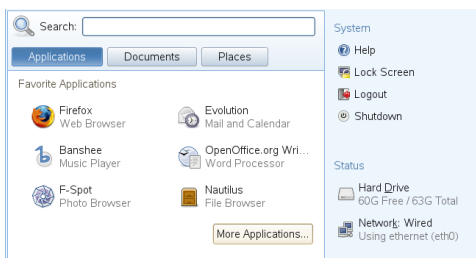 Search:
Applications Documents Places
Favorite Applications
Firefox
Web Browser
Evolution
Mail and Calendar
Banshee
Music Player
OpenOffice.org Wri...
Word Processor
F-Spot
Photo Browser
Nautilus
File Browser
More Applications...
System
Help
Lock Screen
Logout
Shutdown
Status
Hard Drive
60G Free / 63G Total
Network: Wired
Using ethernet (eth0)